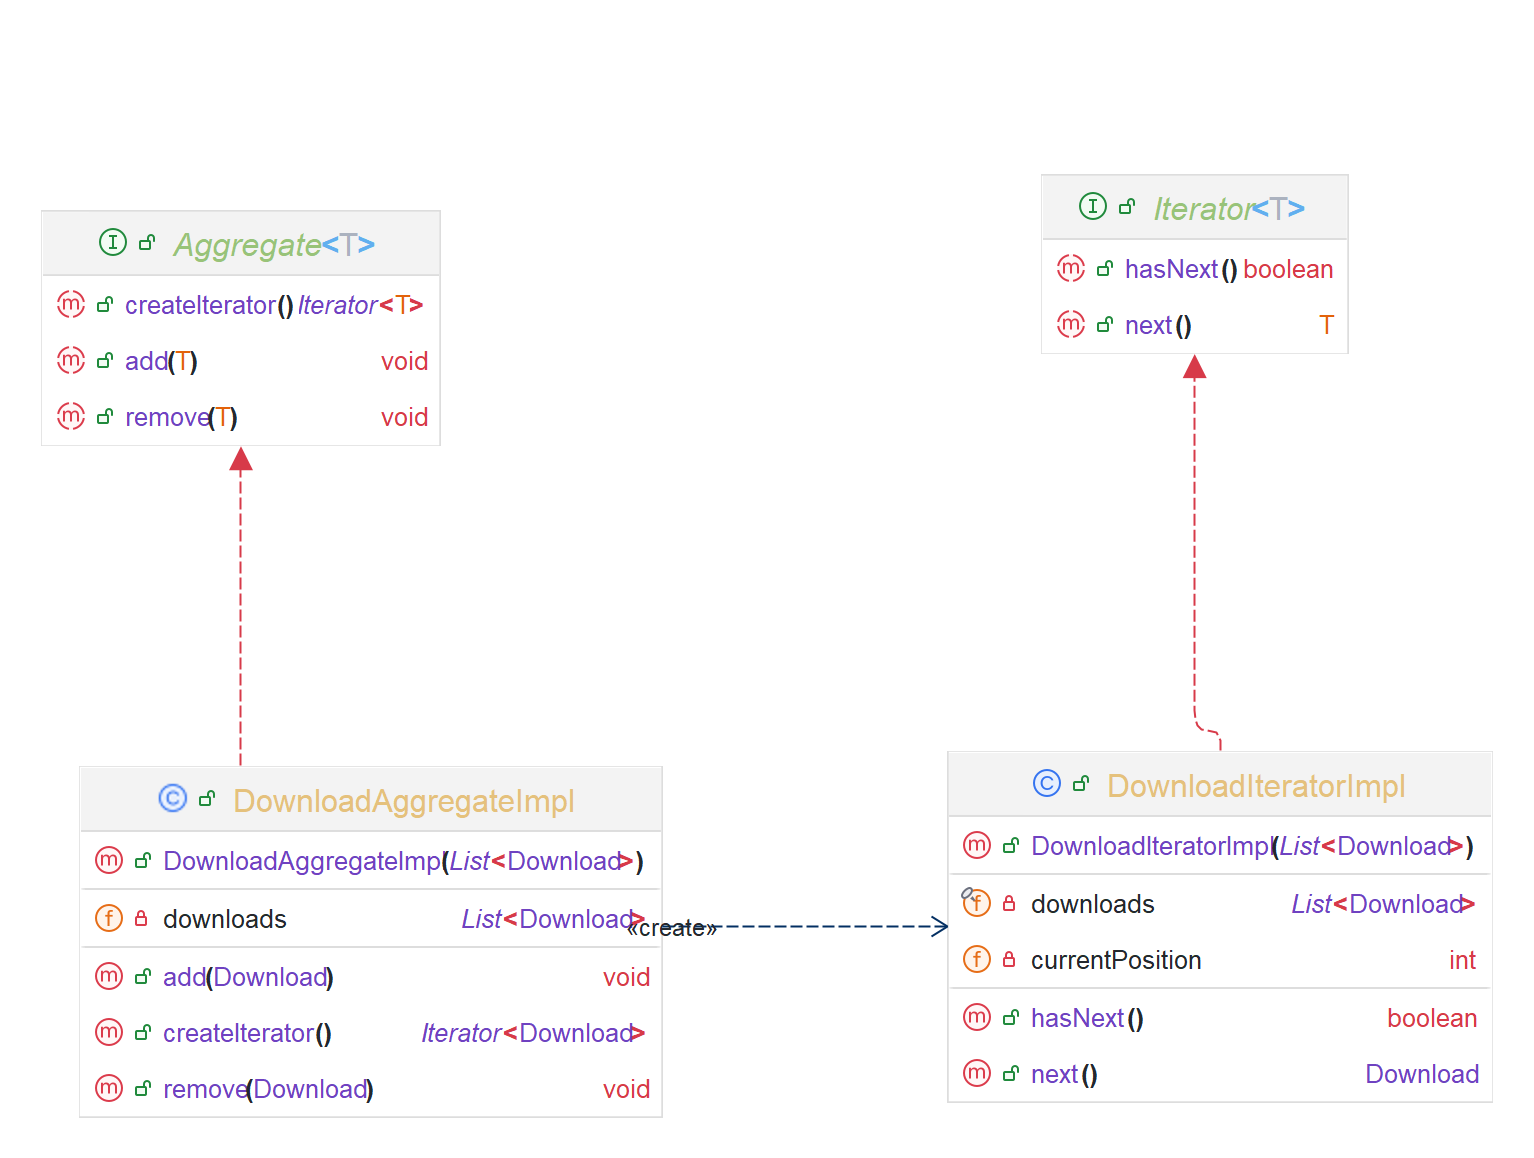 Aggregate<T>
createIterator() Iterator<T>
add(T) void
remove(T) void
Iterator<T>
hasNext() boolean
next() T
DownloadAggregateImpl
DownloadAggregateImpl(List<Download>)
downloads List<Download>
add(Download) void
createIterator() Iterator<Download>
remove(Download) void
«create»
DownloadIteratorImpl
DownloadIteratorImpl(List<Download>)
downloads List<Download>
currentPosition int
hasNext() boolean
next() Download